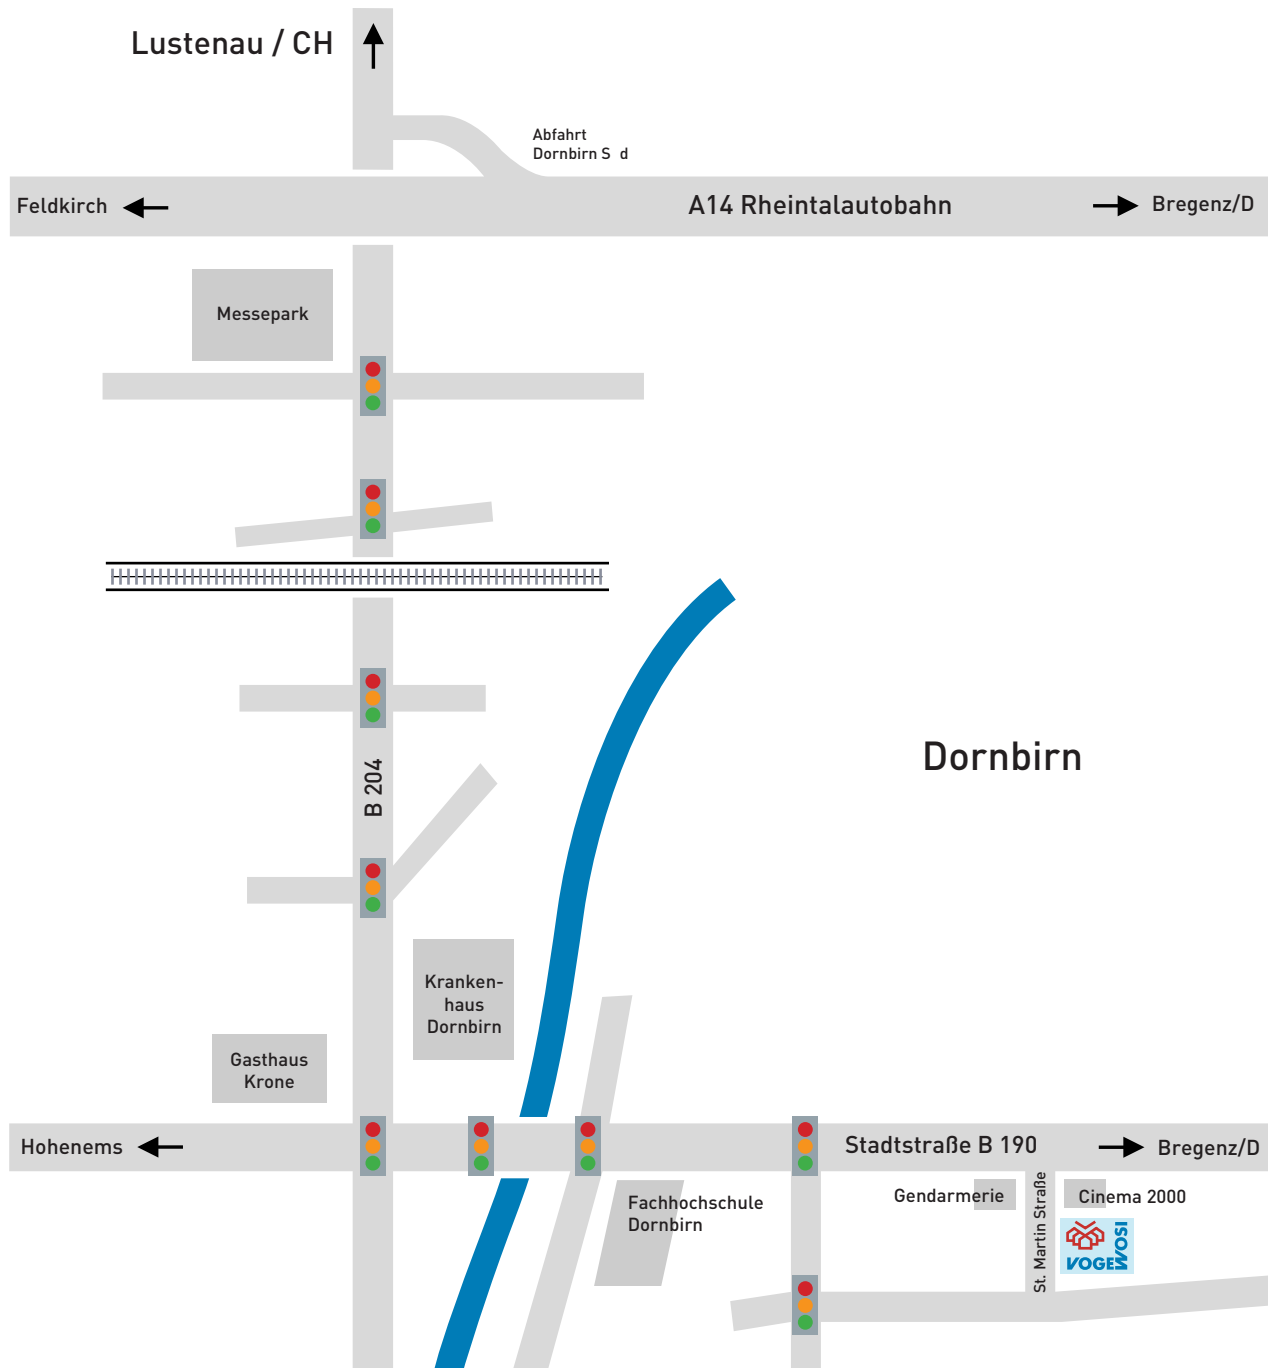 Lustenau / CH
Abfahrt
Dornbirn S d
Feldkirch
A14 Rheintalautobahn
Bregenz/D
Messepark
B 204
Dornbirn
Kranken-
haus
Dornbirn
Gasthaus
Krone
Hohenems
Stadtstraße B 190
Bregenz/D
Gendarmerie
St. Martin Straße
Cinema 2000
Fachhochschule
Dornbirn
VOGEWOSI